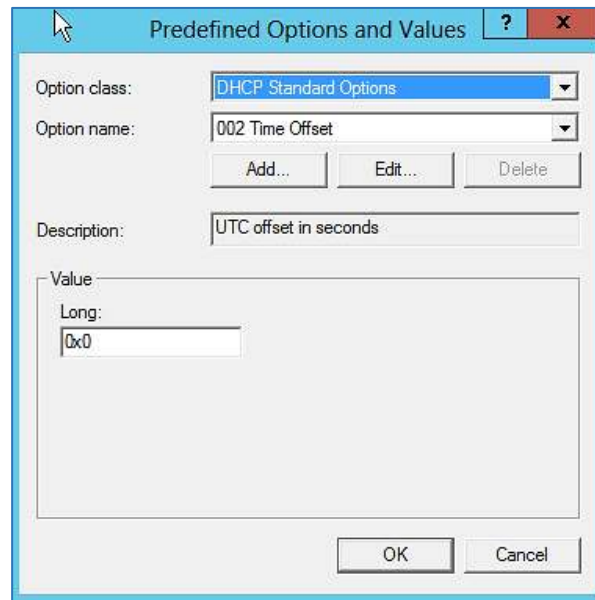 Predefined Options and Values ? x
Option class: DHCP Standard Options
Option name: 002 Time Offset
Add... Edit... Delete
Description: UTC offset in seconds
Value
Long:
0x0
OK Cancel